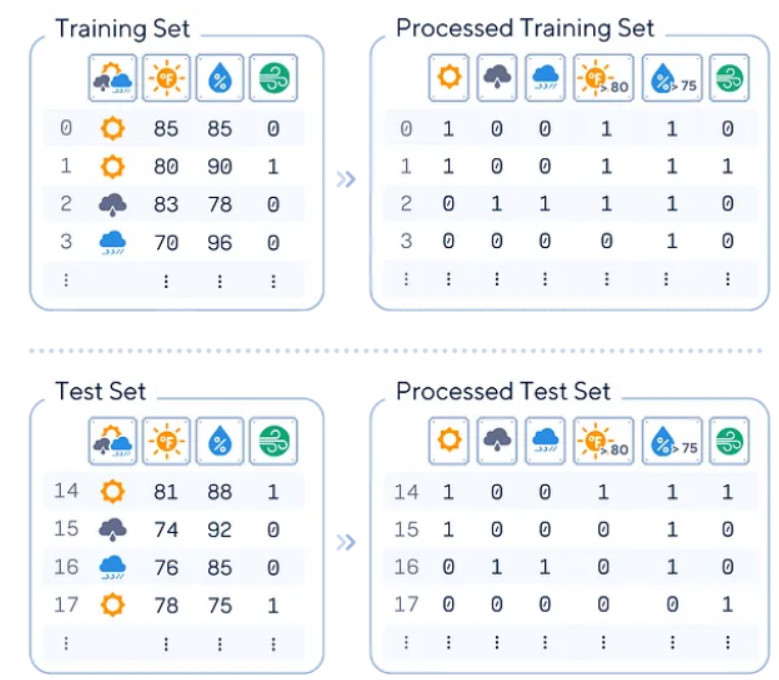 Training Set
Processed Training Set
°F % °F > 80 % > 75
0 85 85 0
0 1 0 0 1 1 0
1 80 90 1
1 1 0 0 1 1 1
2 83 78 0
2 0 1 1 1 1 0
3 70 96 0
3 0 0 0 0 1 0
Test Set
Processed Test Set
°F % °F > 80 % > 75
14 81 88 1
14 1 0 0 1 1 1
15 74 92 0
15 1 0 0 0 1 0
16 76 85 0
16 0 1 1 0 1 0
17 78 75 1
17 0 0 0 0 0 1